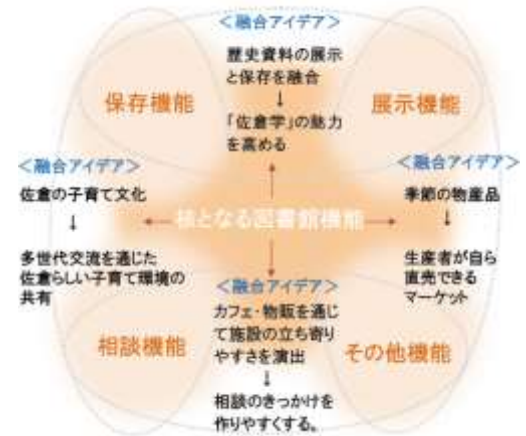 ＜融合アイデア＞
歴史資料の展示
と保存を融合
↓
「佐倉学」の魅力
を高める
保存機能
展示機能
＜融合アイデア＞
佐倉の子育て文化
↓
多世代交流を通じた
佐倉らしい子育て環境の
共有
核となる図書館機能
＜融合アイデア＞
季節の物産品
↓
生産者が自ら
直売できる
マーケット
＜融合アイデア＞
カフェ・物販を通じ
て施設の立ち寄り
やすさを演出
↓
相談のきっかけを
作りやすくする。
相談機能
その他機能